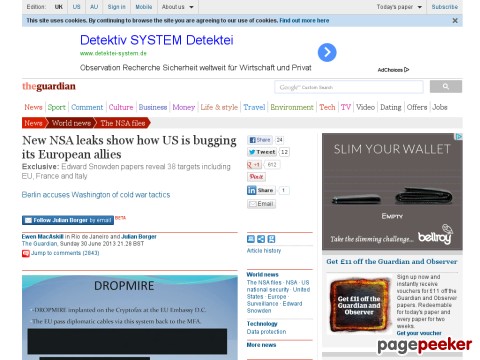 Edition: UK US AU Sign in Mobile About us Today's paper Subscribe
This site uses cookies. By continuing to browse the site you are agreeing to our use of cookies. Find out more here
Detektiv SYSTEM Detektei
www.detektei-system.de
Observation Recherche Sicherheit weltweit für Wirtschaft und Privat
AdChoices
theguardian
Google Custom Search
News Sport Comment Culture Business Money Life & style Travel Environment Tech TV Video Dating Offers Jobs
News World news The NSA files
New NSA leaks show how US is bugging
its European allies
Exclusive: Edward Snowden papers reveal 38 targets including
EU, France and Italy
Berlin accuses Washington of cold war tactics
Follow Julian Borger by email BETA
Ewen MacAskill in Rio de Janeiro and Julian Borger
The Guardian, Sunday 30 June 2013 21.28 BST
Jump to comments (2843)
Share 24
Tweet 12
+1 612
Pin it
Share 1
Email
Article history
World news
The NSA files · NSA · US
national security · United
States · Europe ·
Surveillance · Edward
Snowden
Technology
Data protection
More news
DROPMIRE
DROPMIRE implanted on the Cryptofax at the EU Embassy D.C.
The EU pass diplomatic cables via this system back to the MFA.
SLIM YOUR WALLET
EMPTY
Take the slimming challenge...
bellroy
Get £11 off the Guardian and Observer
Get £11 off the
Guardian and
Observer
Sign up now and
instantly receive
vouchers for £11 off the
Guardian and Observer
papers. Redeemable
for today's paper and
every paper for two
weeks.
Get your voucher
pagepeeker